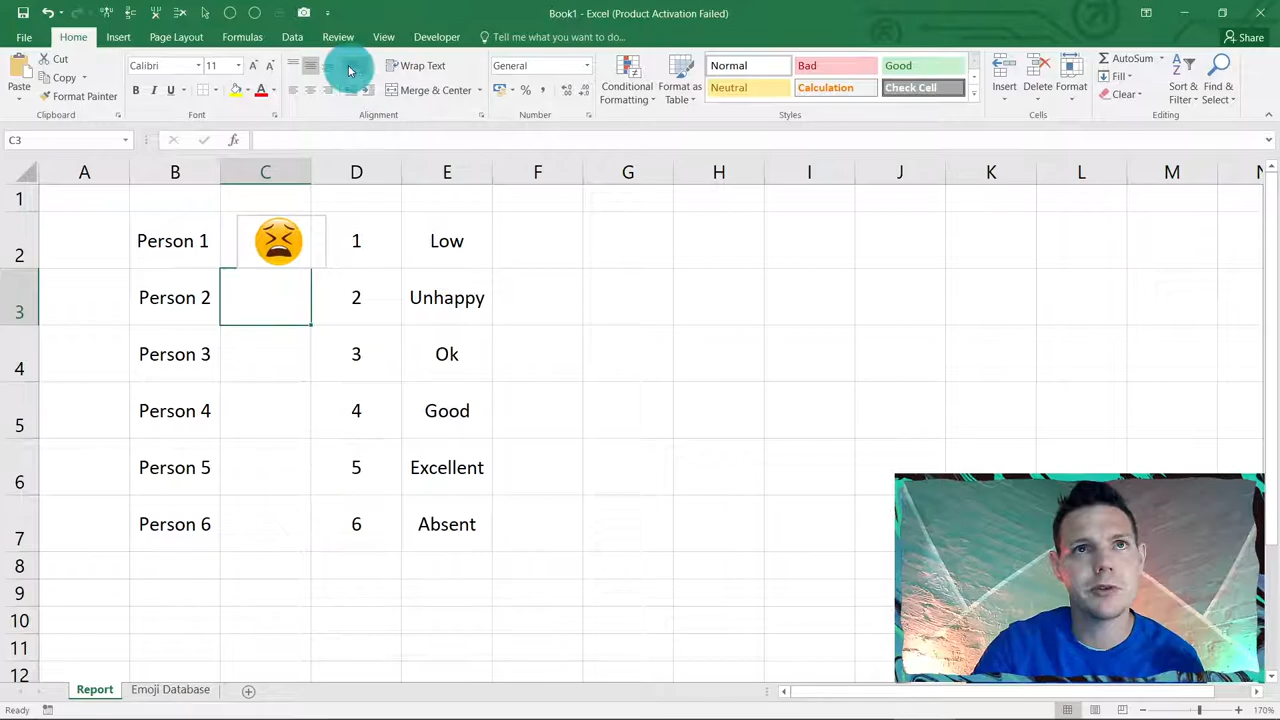 Book1 - Excel (Product Activation Failed)
File Home Insert Page Layout Formulas Data Review View Developer Tell me what you want to do... Share
Paste Cut Copy Format Painter Clipboard
Calibri 11 B I U Font
Wrap Text Merge & Center Alignment
General % Number
Conditional Formatting Format as Table
Normal Bad Good
Neutral Calculation Check Cell
Styles
Insert Delete Format Cells
AutoSum Fill Clear Sort & Filter Find & Select Editing
C3 fx
A B C D E F G H I J K L M N
1
2 Person 1 1 Low
3 Person 2 2 Unhappy
4 Person 3 3 Ok
5 Person 4 4 Good
6 Person 5 5 Excellent
7 Person 6 6 Absent
8
9
10
11
12
Report Emoji Database
Ready 170%